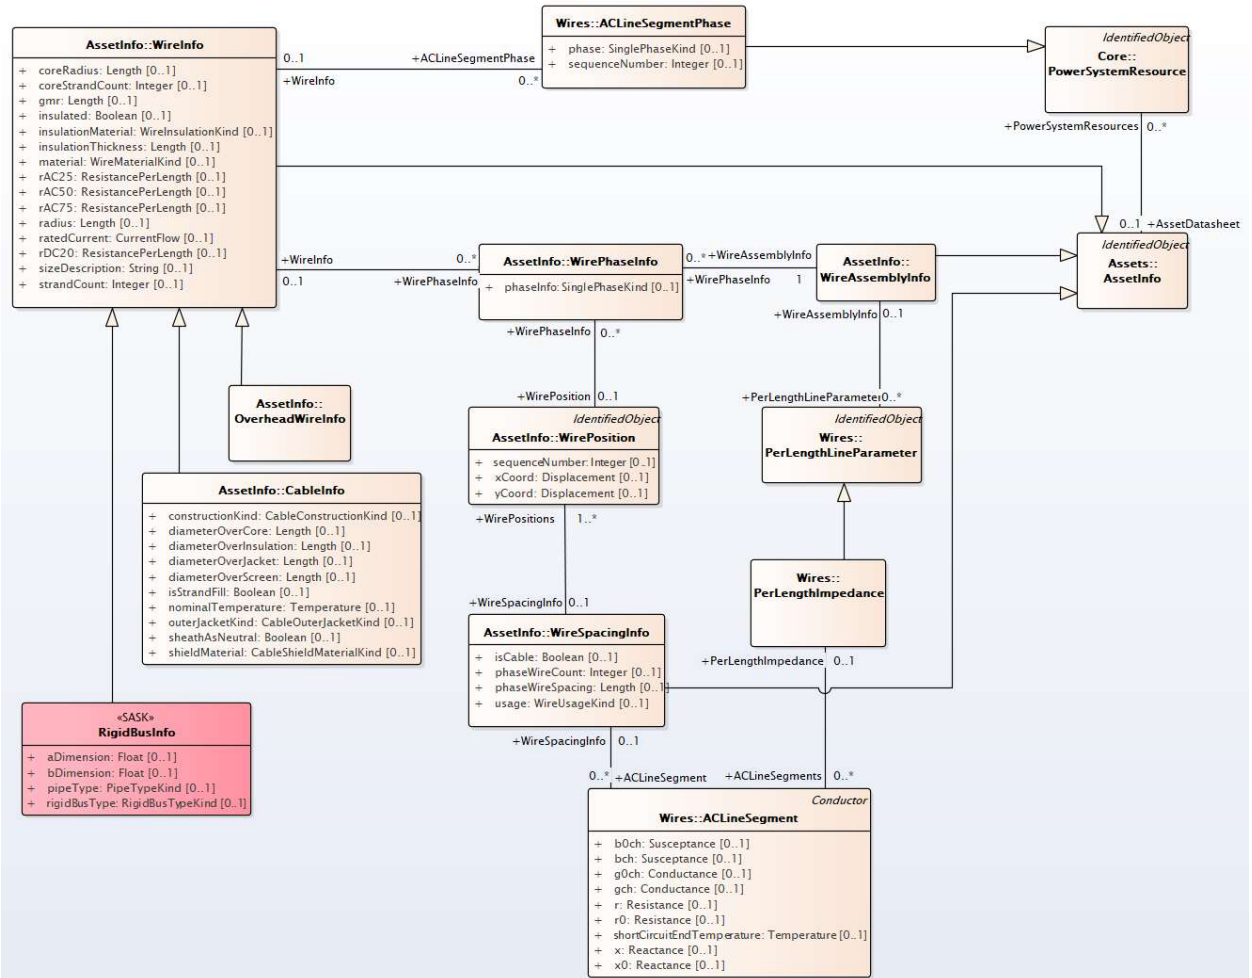 AssetInfo::WireInfo
+ coreRadius: Length [0..1]
+ coreStrandCount: Integer [0..1]
+ gmr: Length [0..1]
+ insulated: Boolean [0..1]
+ insulationMaterial: WireInsulationKind [0..1]
+ insulationThickness: Length [0..1]
+ material: WireMaterialKind [0..1]
+ rAC25: ResistancePerLength [0..1]
+ rAC50: ResistancePerLength [0..1]
+ rAC75: ResistancePerLength [0..1]
+ radius: Length [0..1]
+ ratedCurrent: CurrentFlow [0..1]
+ rDC20: ResistancePerLength [0..1]
+ sizeDescription: String [0..1]
+ strandCount: Integer [0..1]
0..1
+WireInfo
+ACLineSegmentPhase
0..*
Wires::ACLineSegmentPhase
+ phase: SinglePhaseKind [0..1]
+ sequenceNumber: Integer [0..1]
IdentifiedObject
Core::
PowerSystemResource
+PowerSystemResources 0..*
0..1 +AssetDatasheet
IdentifiedObject
Assets::
AssetInfo
+WireInfo
0..1
0..*
+WirePhaseInfo
AssetInfo::WirePhaseInfo
+ phaseInfo: SinglePhaseKind [0..1]
0..* +WireAssemblyInfo
+WirePhaseInfo 1
AssetInfo::
WireAssemblyInfo
+WireAssemblyInfo 0..1
+WirePhaseInfo 0..*
+WirePosition 0..1
+PerLengthLineParameter 0..*
AssetInfo::
OverheadWireInfo
IdentifiedObject
AssetInfo::WirePosition
+ sequenceNumber: Integer [0..1]
+ xCoord: Displacement [0..1]
+ yCoord: Displacement [0..1]
IdentifiedObject
Wires::
PerLengthLineParameter
AssetInfo::CableInfo
+ constructionKind: CableConstructionKind [0..1]
+ diameterOverCore: Length [0..1]
+ diameterOverInsulation: Length [0..1]
+ diameterOverJacket: Length [0..1]
+ diameterOverScreen: Length [0..1]
+ isStrandFill: Boolean [0..1]
+ nominalTemperature: Temperature [0..1]
+ outerJacketKind: CableOuterJacketKind [0..1]
+ sheathAsNeutral: Boolean [0..1]
+ shieldMaterial: CableShieldMaterialKind [0..1]
+WirePositions 1..*
+WireSpacingInfo 0..1
Wires::
PerLengthImpedance
AssetInfo::WireSpacingInfo
+ isCable: Boolean [0..1]
+ phaseWireCount: Integer [0..1]
+ phaseWireSpacing: Length [0..1]
+ usage: WireUsageKind [0..1]
+PerLengthImpedance 0..1
«SASK»
RigidBusInfo
+ aDimension: Float [0..1]
+ bDimension: Float [0..1]
+ pipeType: PipeTypeKind [0..1]
+ rigidBusType: RigidBusTypeKind [0..1]
+WireSpacingInfo 0..1
0..* +ACLineSegment
+ACLineSegments 0..*
Conductor
Wires::ACLineSegment
+ b0ch: Susceptance [0..1]
+ bch: Susceptance [0..1]
+ g0ch: Conductance [0..1]
+ gch: Conductance [0..1]
+ r: Resistance [0..1]
+ r0: Resistance [0..1]
+ shortCircuitEndTemperature: Temperature [0..1]
+ x: Reactance [0..1]
+ x0: Reactance [0..1]